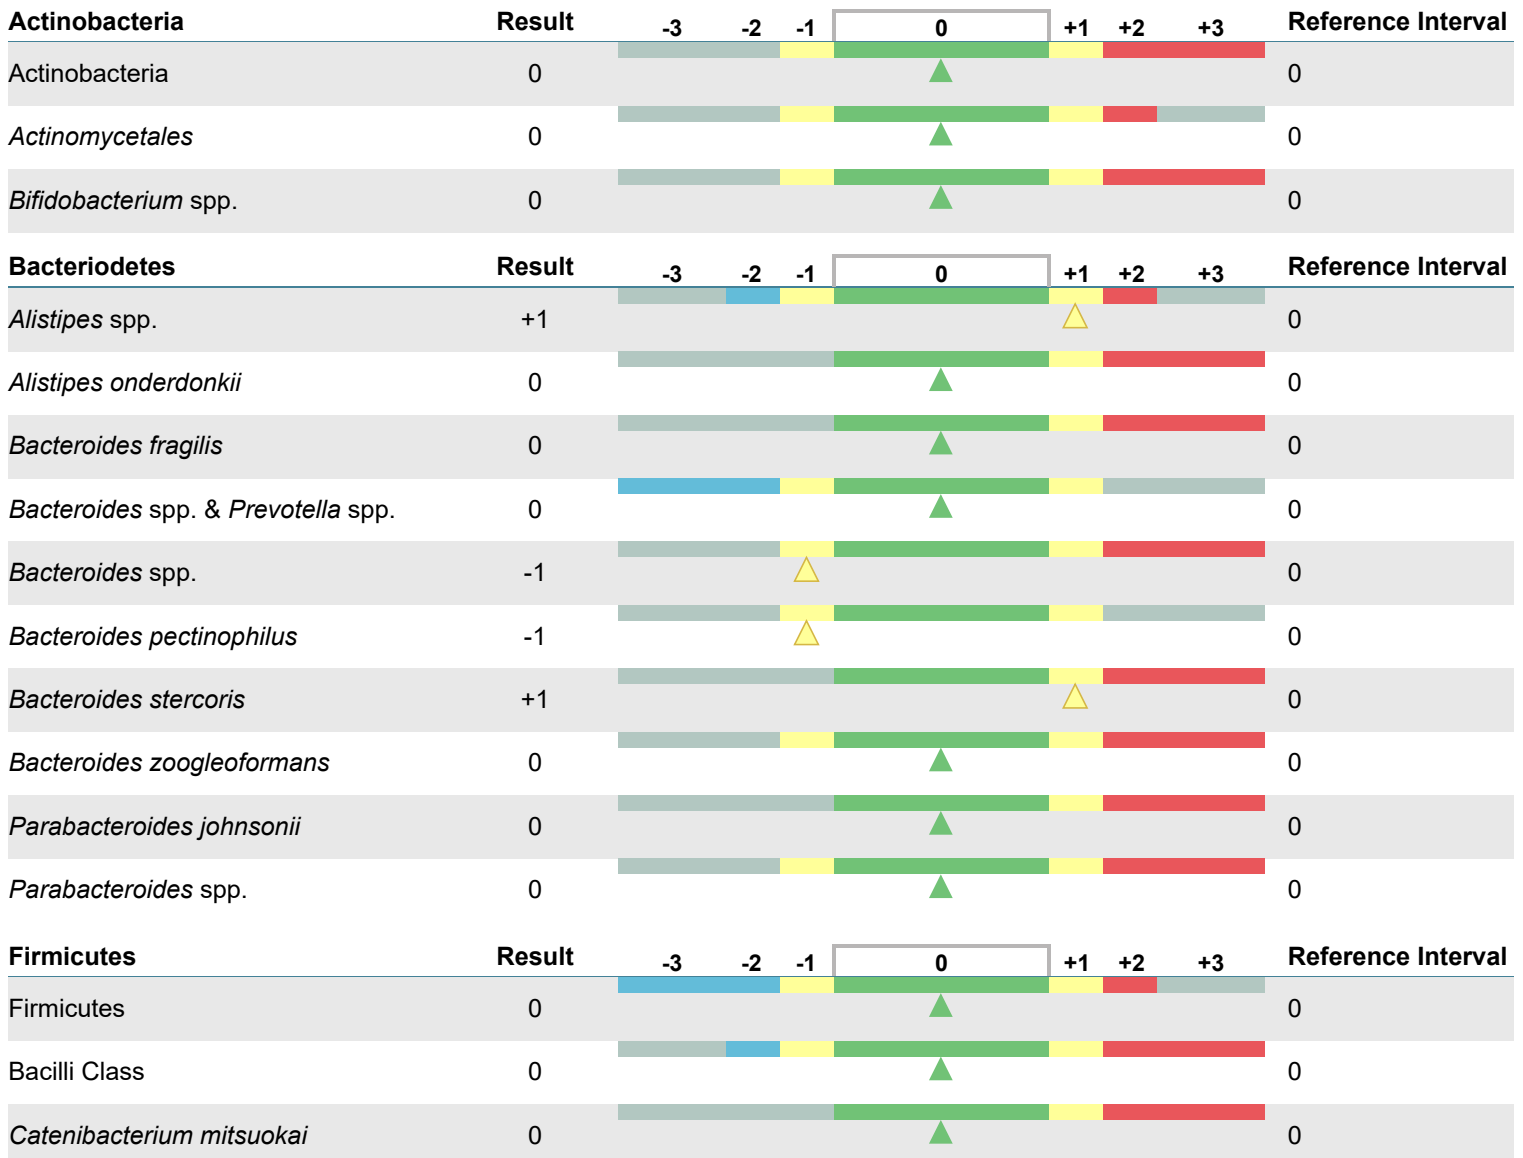 Actinobacteria Result -3 -2 -1 0 +1 +2 +3 Reference Interval
Actinobacteria 0 0
Actinomycetales 0 0
Bifidobacterium spp. 0 0
Bacteriodetes Result -3 -2 -1 0 +1 +2 +3 Reference Interval
Alistipes spp. +1 0
Alistipes onderdonkii 0 0
Bacteroides fragilis 0 0
Bacteroides spp. & Prevotella spp. 0 0
Bacteroides spp. -1 0
Bacteroides pectinophilus -1 0
Bacteroides stercoris +1 0
Bacteroides zoogleoformans 0 0
Parabacteroides johnsonii 0 0
Parabacteroides spp. 0 0
Firmicutes Result -3 -2 -1 0 +1 +2 +3 Reference Interval
Firmicutes 0 0
Bacilli Class 0 0
Catenibacterium mitsuokai 0 0